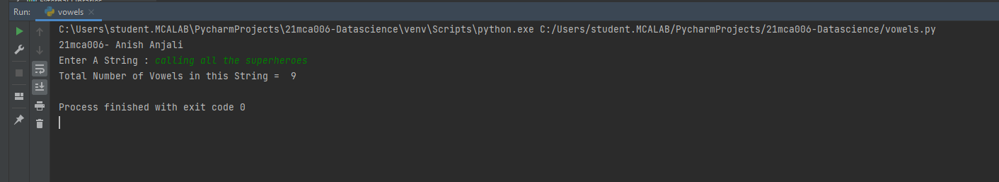 Run: vowels
C:\Users\student.MCALAB\PycharmProjects\21mca006-Datascience\venv\Scripts\python.exe C:/Users/student.MCALAB/PycharmProjects/21mca006-Datascience/vowels.py
21mca006- Anish Anjali
Enter A String : calling all the superheroes
Total Number of Vowels in this String =  9
Process finished with exit code 0